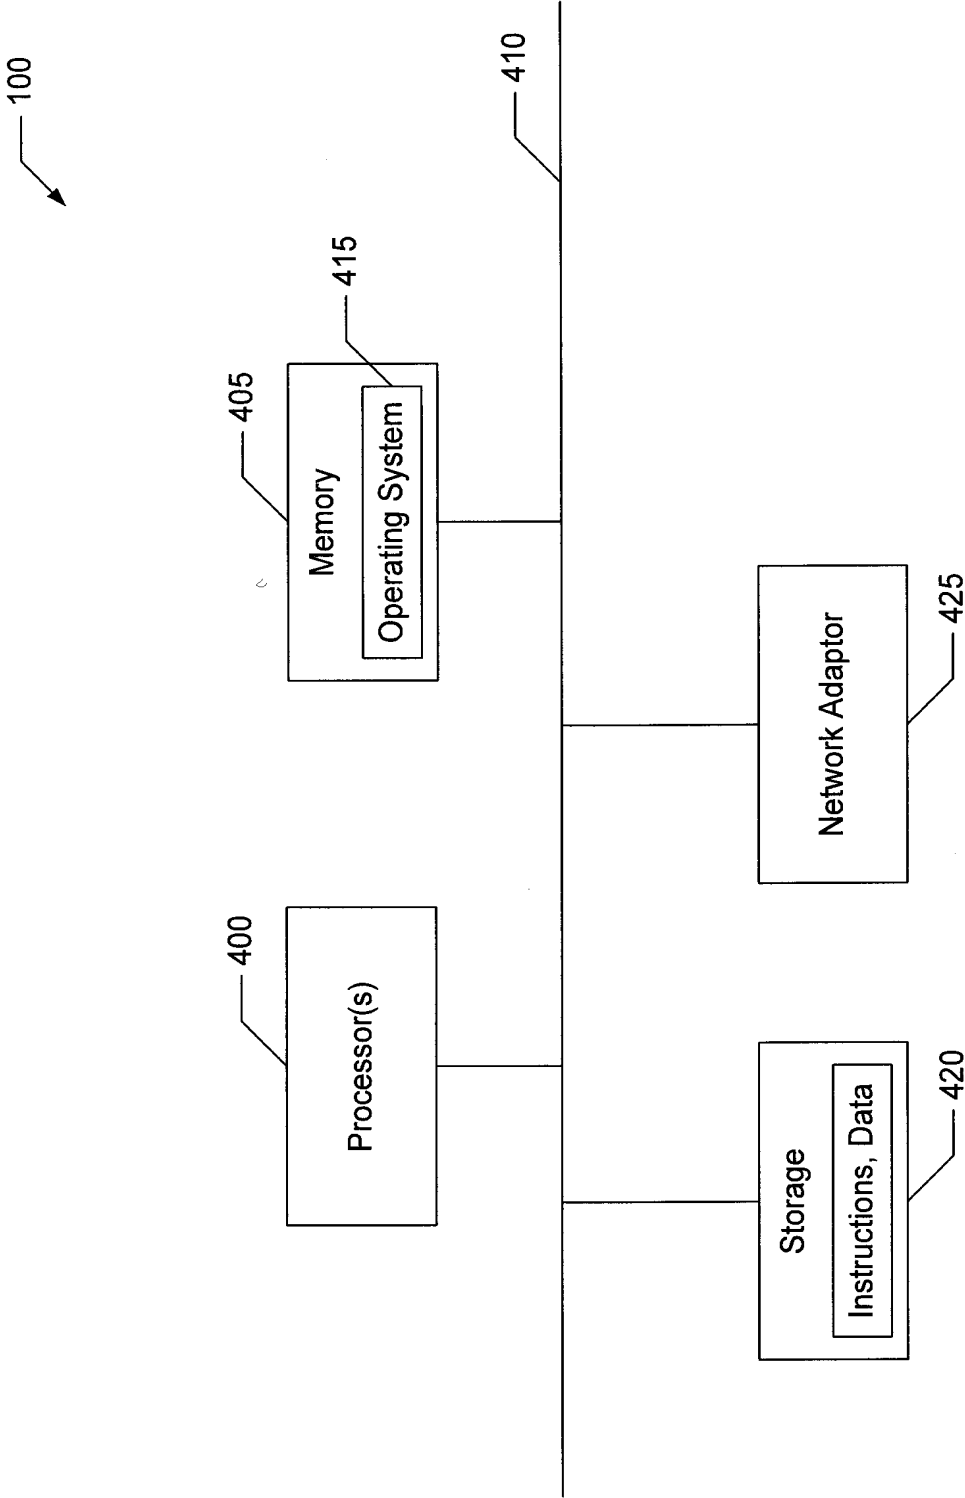 100
410
415
405
Memory
Operating System
400
Processor(s)
425
Network Adaptor
420
Storage
Instructions, Data